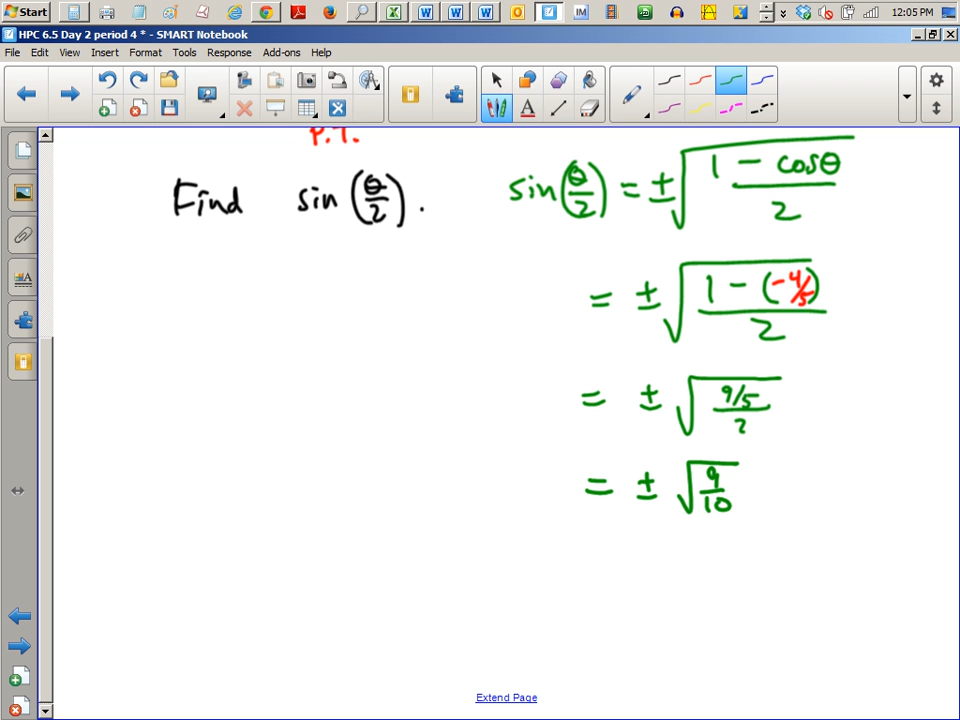 Start
12:05 PM
HPC 6.5 Day 2 period 4 * - SMART Notebook
File Edit View Insert Format Tools Response Add-ons Help
P.T.
Find sin(θ/2). sin(θ/2) = ±√((1 - cosθ)/2)
= ±√((1 - (-4/5))/2)
= ±√((9/5)/2)
= ±√(9/10)
Extend Page